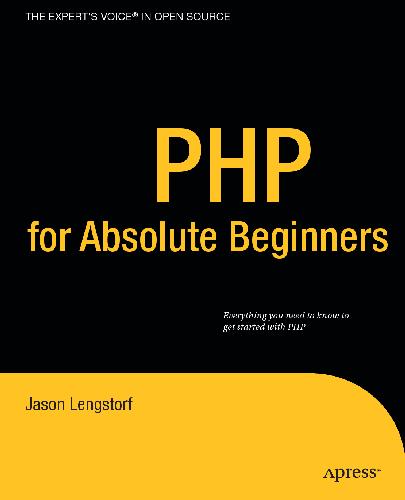 THE EXPERT'S VOICE® IN OPEN SOURCE
PHP
for Absolute Beginners
Everything you need to know to
get started with PHP
Jason Lengstorf
Apress™